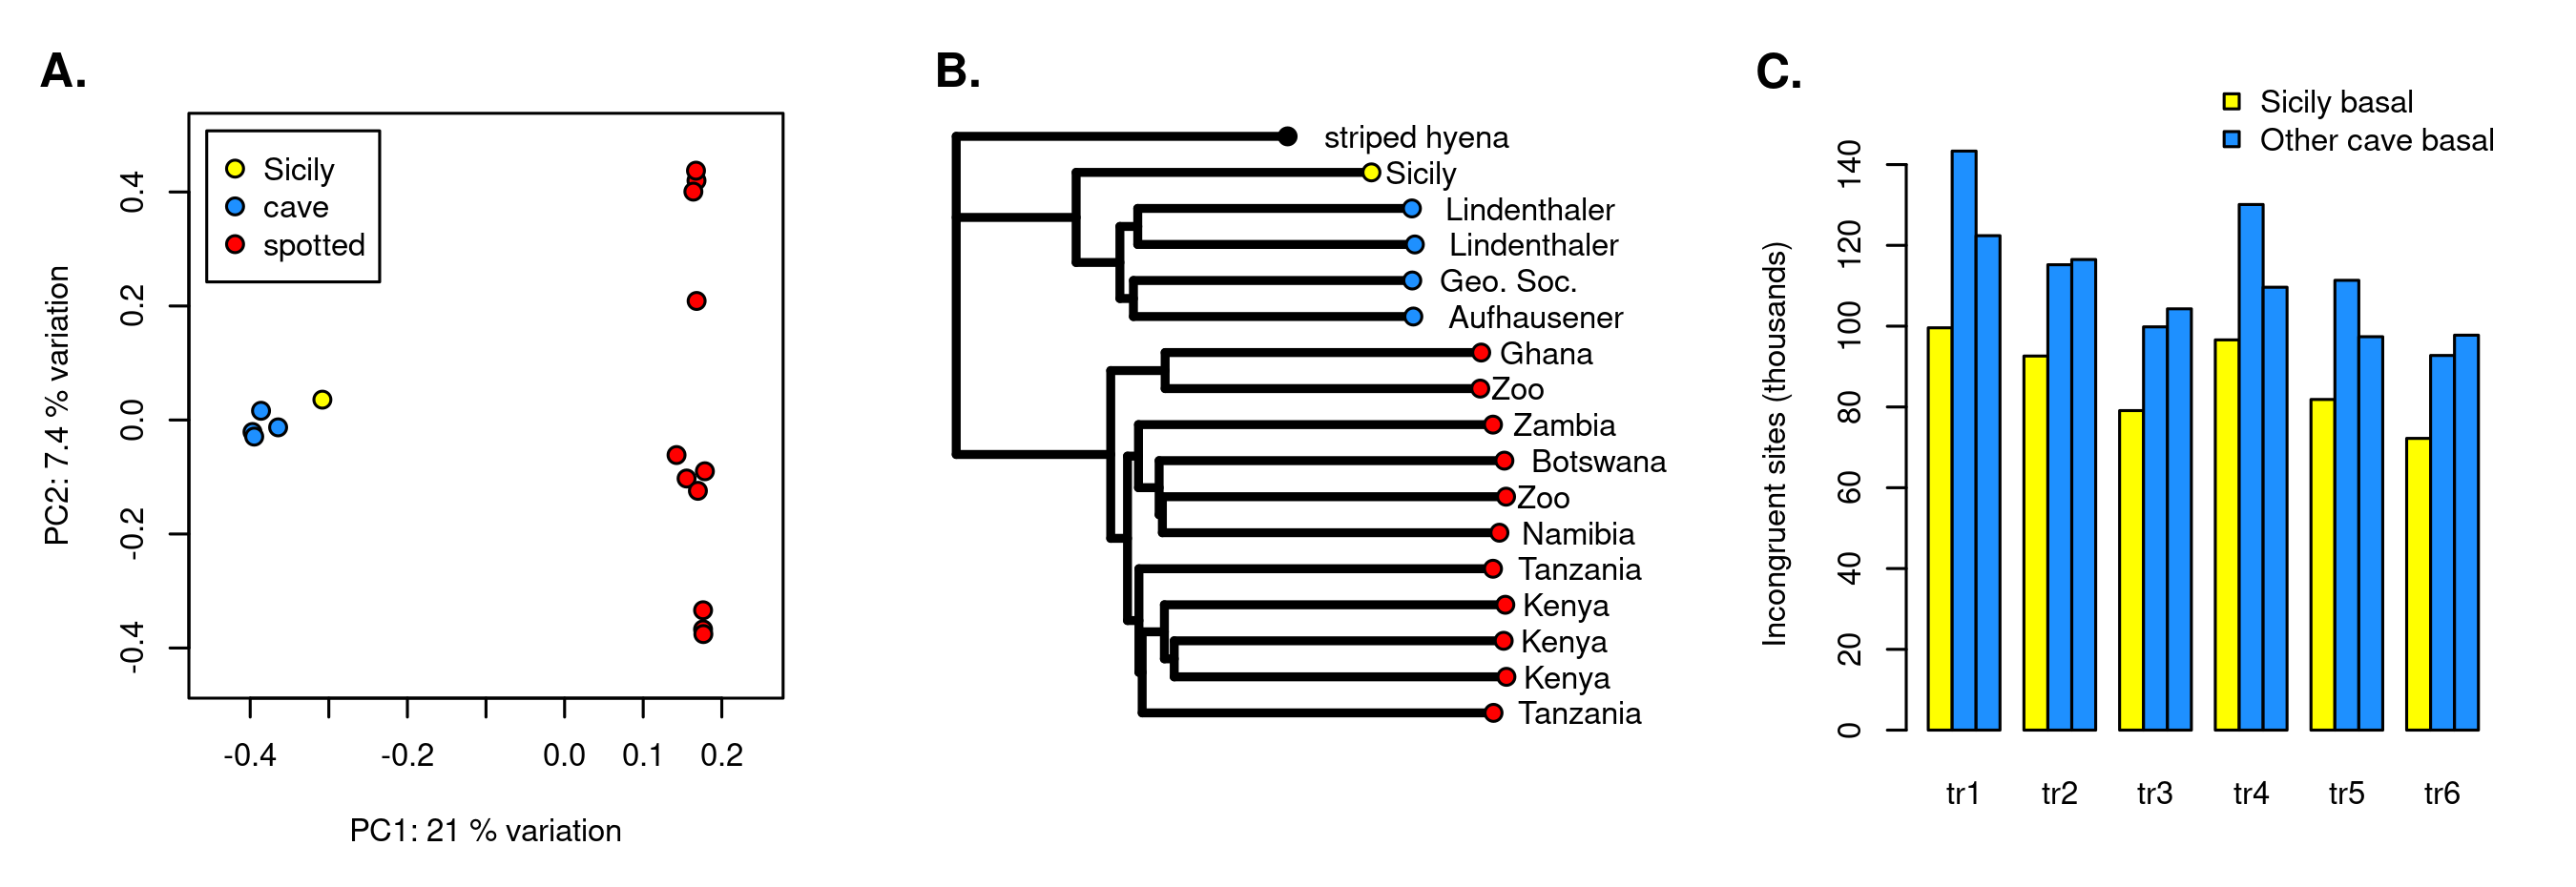 A.
Sicily
cave
spotted
0.4
0.2
0.0
-0.2
-0.4
PC2: 7.4 % variation
-0.4
-0.2
0.0
0.1
0.2
PC1: 21 % variation
B.
striped hyena
Sicily
Lindenthaler
Lindenthaler
Geo. Soc.
Aufhausener
Ghana
Zoo
Zambia
Botswana
Zoo
Namibia
Tanzania
Kenya
Kenya
Kenya
Tanzania
C.
Sicily basal
Other cave basal
140
120
100
80
60
40
20
0
Incongruent sites (thousands)
tr1
tr2
tr3
tr4
tr5
tr6